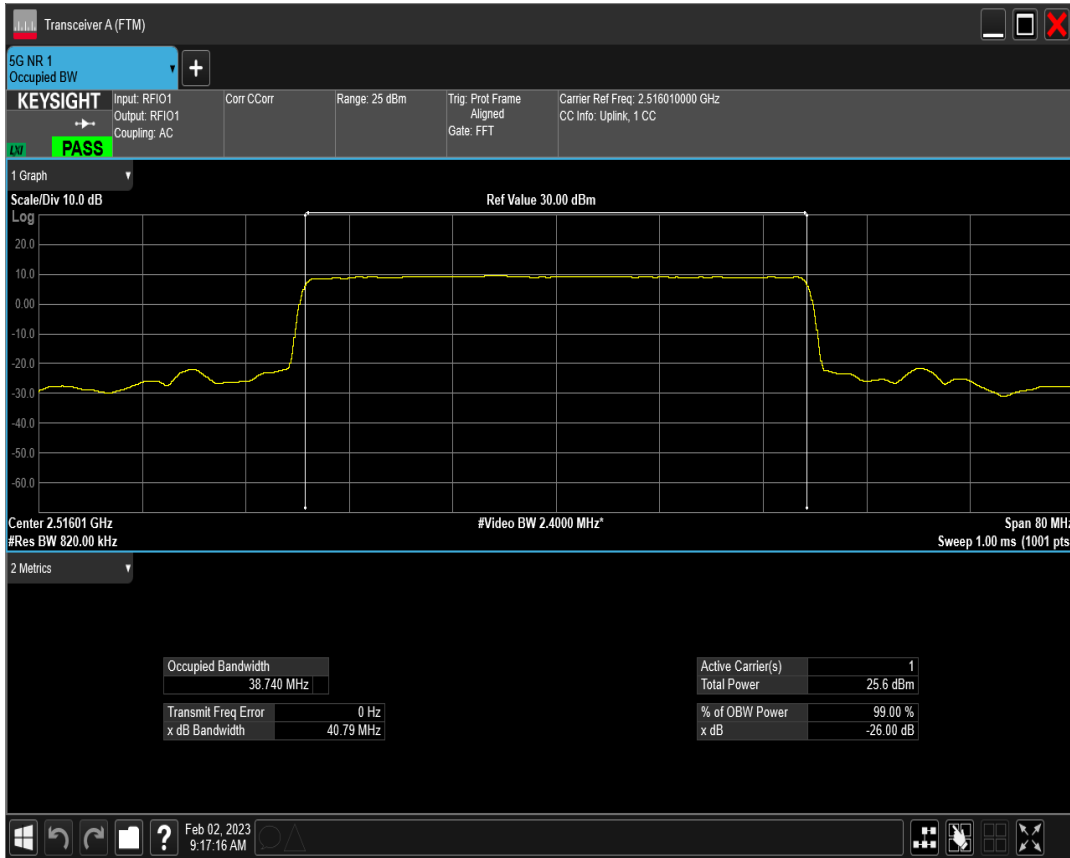 Transceiver A (FTM)
5G NR 1
Occupied BW
+
KEYSIGHT
LXI
PASS
Input: RFIO1
Output: RFIO1
Coupling: AC
Corr CCorr
Range: 25 dBm
Trig: Prot Frame
Aligned
Gate: FFT
Carrier Ref Freq: 2.516010000 GHz
CC Info: Uplink, 1 CC
1 Graph
Scale/Div 10.0 dB
Ref Value 30.00 dBm
Log
20.0
10.0
0.00
-10.0
-20.0
-30.0
-40.0
-50.0
-60.0
Center 2.51601 GHz
#Video BW 2.4000 MHz*
Span 80 MHz
#Res BW 820.00 kHz
Sweep 1.00 ms (1001 pts
2 Metrics
Occupied Bandwidth
38.740 MHz
Transmit Freq Error 0 Hz
x dB Bandwidth 40.79 MHz
Active Carrier(s) 1
Total Power 25.6 dBm
% of OBW Power 99.00 %
x dB -26.00 dB
?
Feb 02, 2023
9:17:16 AM